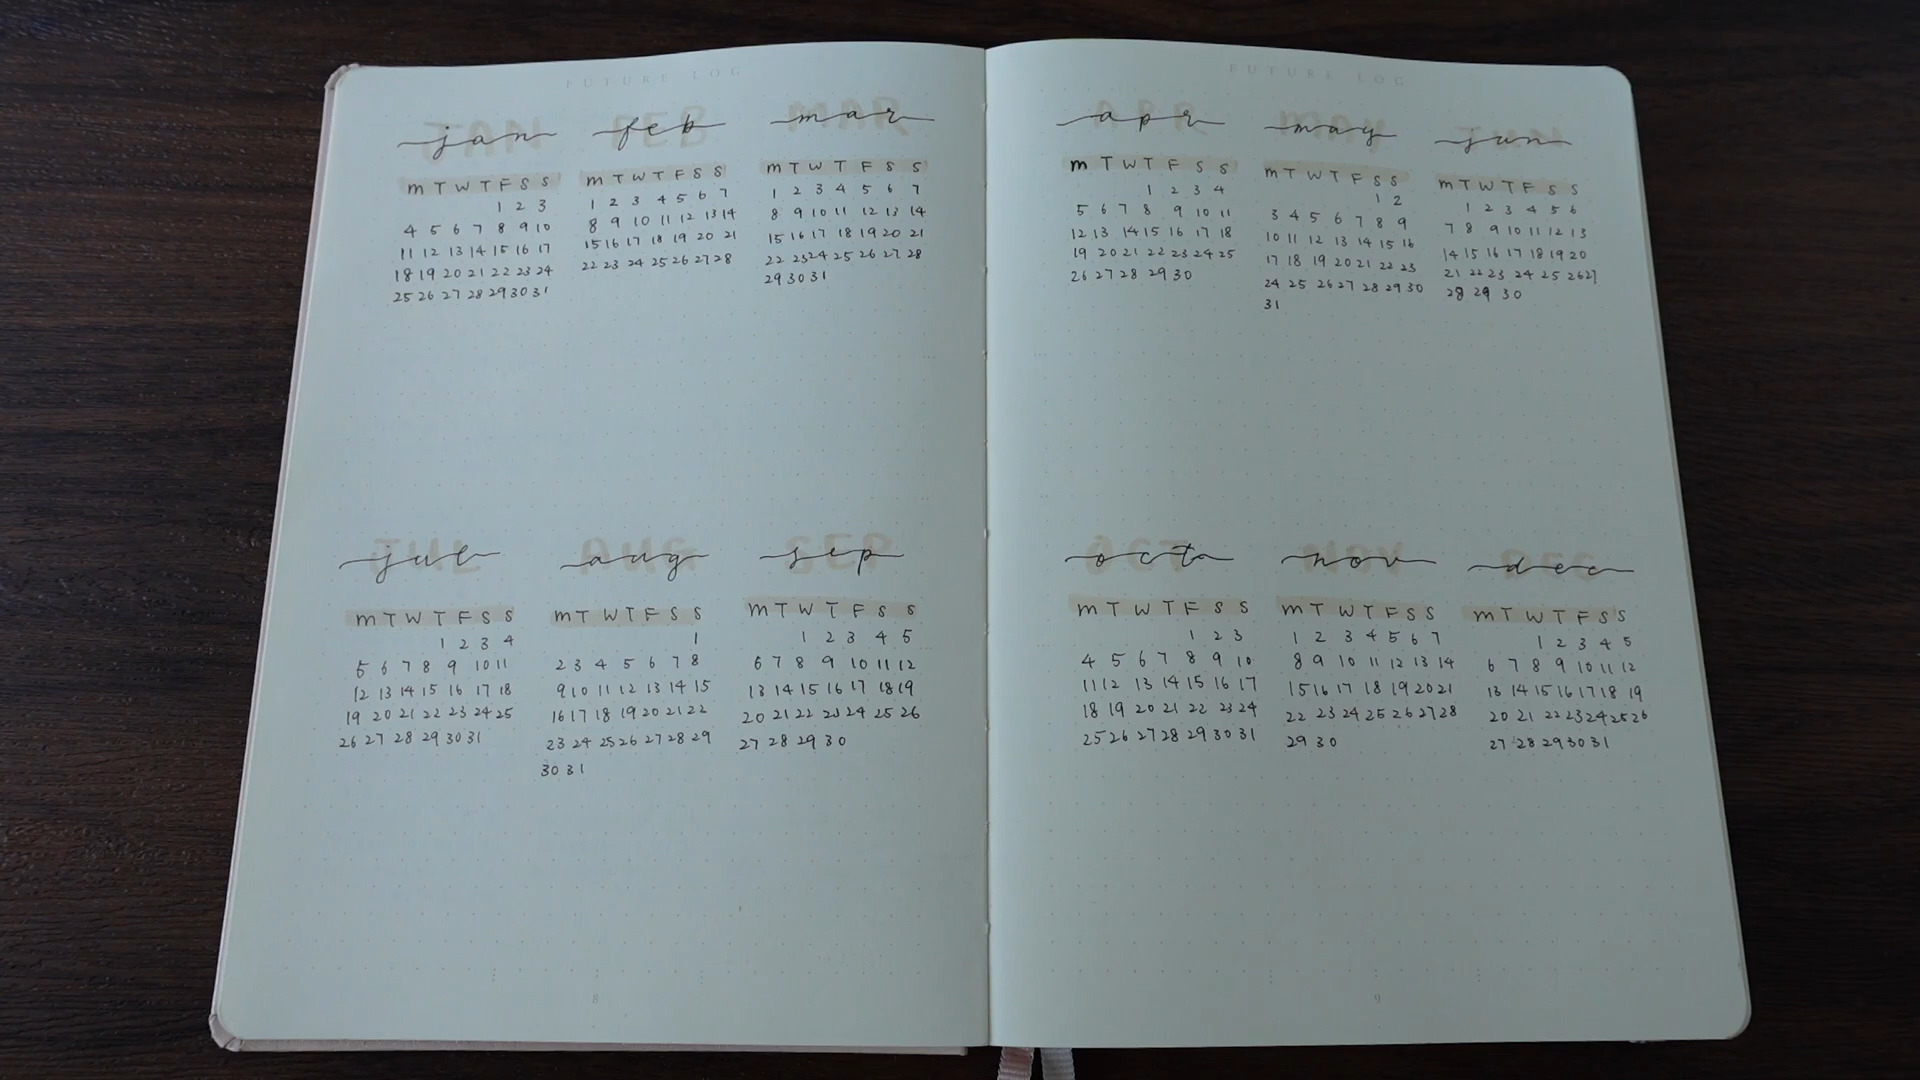 FUTURE LOG
JAN
jan
M T W T F S S
1 2 3
4 5 6 7 8 9 10
11 12 13 14 15 16 17
18 19 20 21 22 23 24
25 26 27 28 29 30 31
FEB
feb
M T W T F S S
1 2 3 4 5 6 7
8 9 10 11 12 13 14
15 16 17 18 19 20 21
22 23 24 25 26 27 28
MAR
mar
M T W T F S S
1 2 3 4 5 6 7
8 9 10 11 12 13 14
15 16 17 18 19 20 21
22 23 24 25 26 27 28
29 30 31
JUL
jul
M T W T F S S
1 2 3 4
5 6 7 8 9 10 11
12 13 14 15 16 17 18
19 20 21 22 23 24 25
26 27 28 29 30 31
AUG
aug
M T W T F S S
1
2 3 4 5 6 7 8
9 10 11 12 13 14 15
16 17 18 19 20 21 22
23 24 25 26 27 28 29
30 31
SEP
sep
M T W T F S S
1 2 3 4 5
6 7 8 9 10 11 12
13 14 15 16 17 18 19
20 21 22 23 24 25 26
27 28 29 30
8
FUTURE LOG
APR
apr
M T W T F S S
1 2 3 4
5 6 7 8 9 10 11
12 13 14 15 16 17 18
19 20 21 22 23 24 25
26 27 28 29 30
MAY
may
M T W T F S S
1 2
3 4 5 6 7 8 9
10 11 12 13 14 15 16
17 18 19 20 21 22 23
24 25 26 27 28 29 30
31
JUN
jun
M T W T F S S
1 2 3 4 5 6
7 8 9 10 11 12 13
14 15 16 17 18 19 20
21 22 23 24 25 26 27
28 29 30
OCT
octa
M T W T F S S
1 2 3
4 5 6 7 8 9 10
11 12 13 14 15 16 17
18 19 20 21 22 23 24
25 26 27 28 29 30 31
NOV
nov
M T W T F S S
1 2 3 4 5 6 7
8 9 10 11 12 13 14
15 16 17 18 19 20 21
22 23 24 25 26 27 28
29 30
DEC
dec
M T W T F S S
1 2 3 4 5
6 7 8 9 10 11 12
13 14 15 16 17 18 19
20 21 22 23 24 25 26
27 28 29 30 31
9